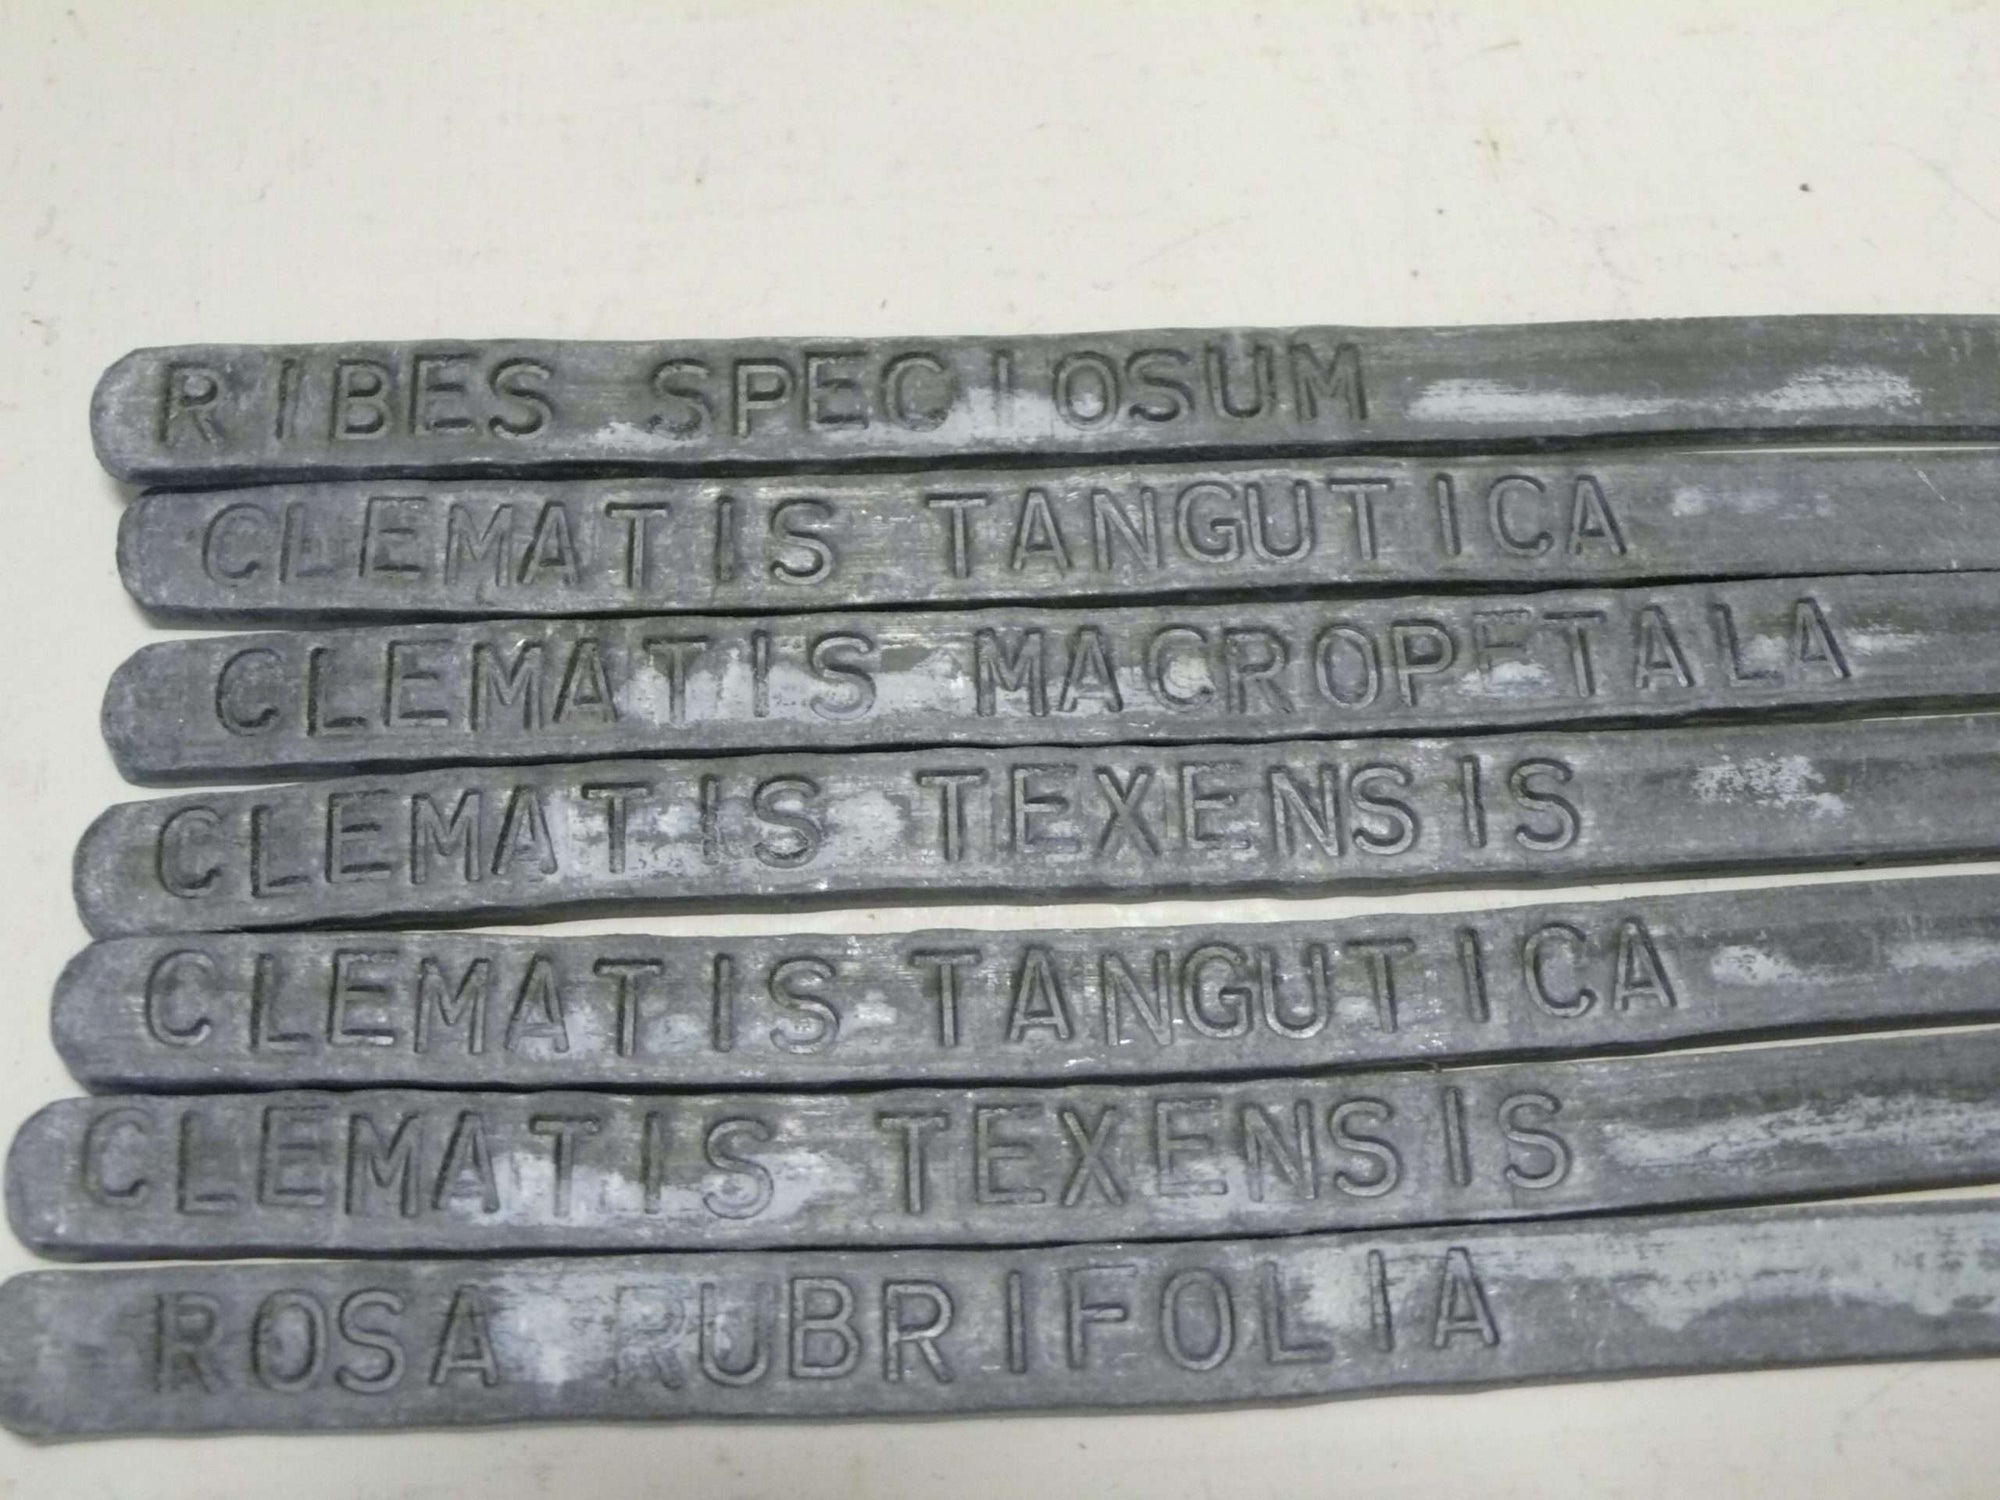 RIBES SPECIOSUM
CLEMATIS TANGUTICA
CLEMATIS MACROPETALA
CLEMATIS TEXENSIS
CLEMATIS TANGUTICA
CLEMATIS TEXENSIS
ROSA RUBRIFOLIA